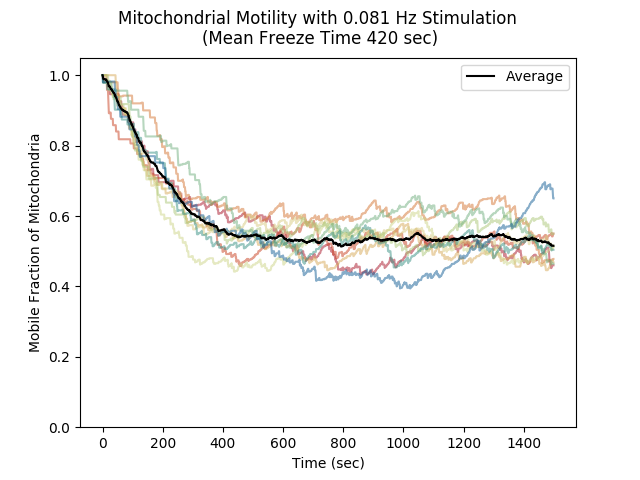 Mitochondrial Motility with 0.081 Hz Stimulation
(Mean Freeze Time 420 sec)
Average
Mobile Fraction of Mitochondria
1.0
0.8
0.6
0.4
0.2
0.0
0 200 400 600 800 1000 1200 1400
Time (sec)